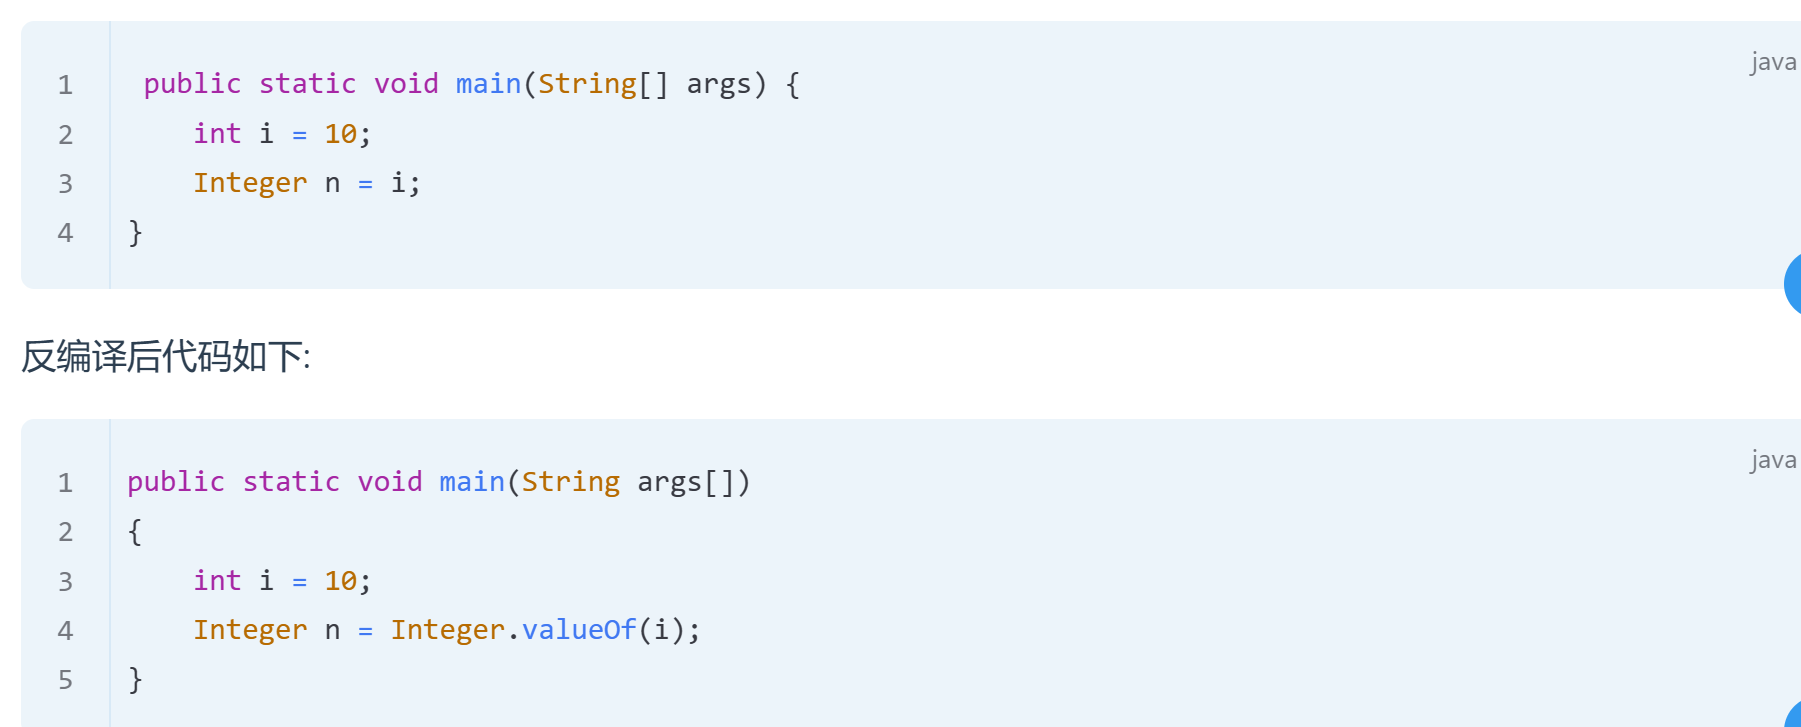 java
1 public static void main(String[] args) {
2     int i = 10;
3     Integer n = i;
4 }
反编译后代码如下:
java
1 public static void main(String args[])
2 {
3     int i = 10;
4     Integer n = Integer.valueOf(i);
5 }